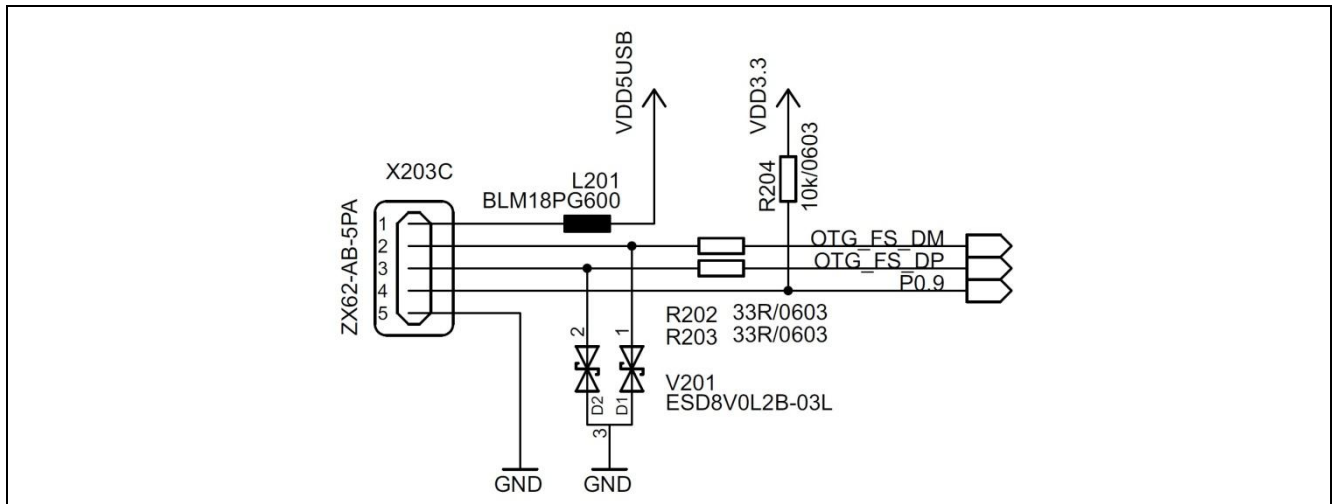 VDD5USB
VDD3.3
X203C
L201
BLM18PG600
R204
10k/0603
ZX62-AB-5PA
1
2
3
4
5
OTG_FS_DM
OTG_FS_DP
P0.9
R202 33R/0603
R203 33R/0603
2
1
V201
ESD8V0L2B-03L
D2
D1
3
GND
GND